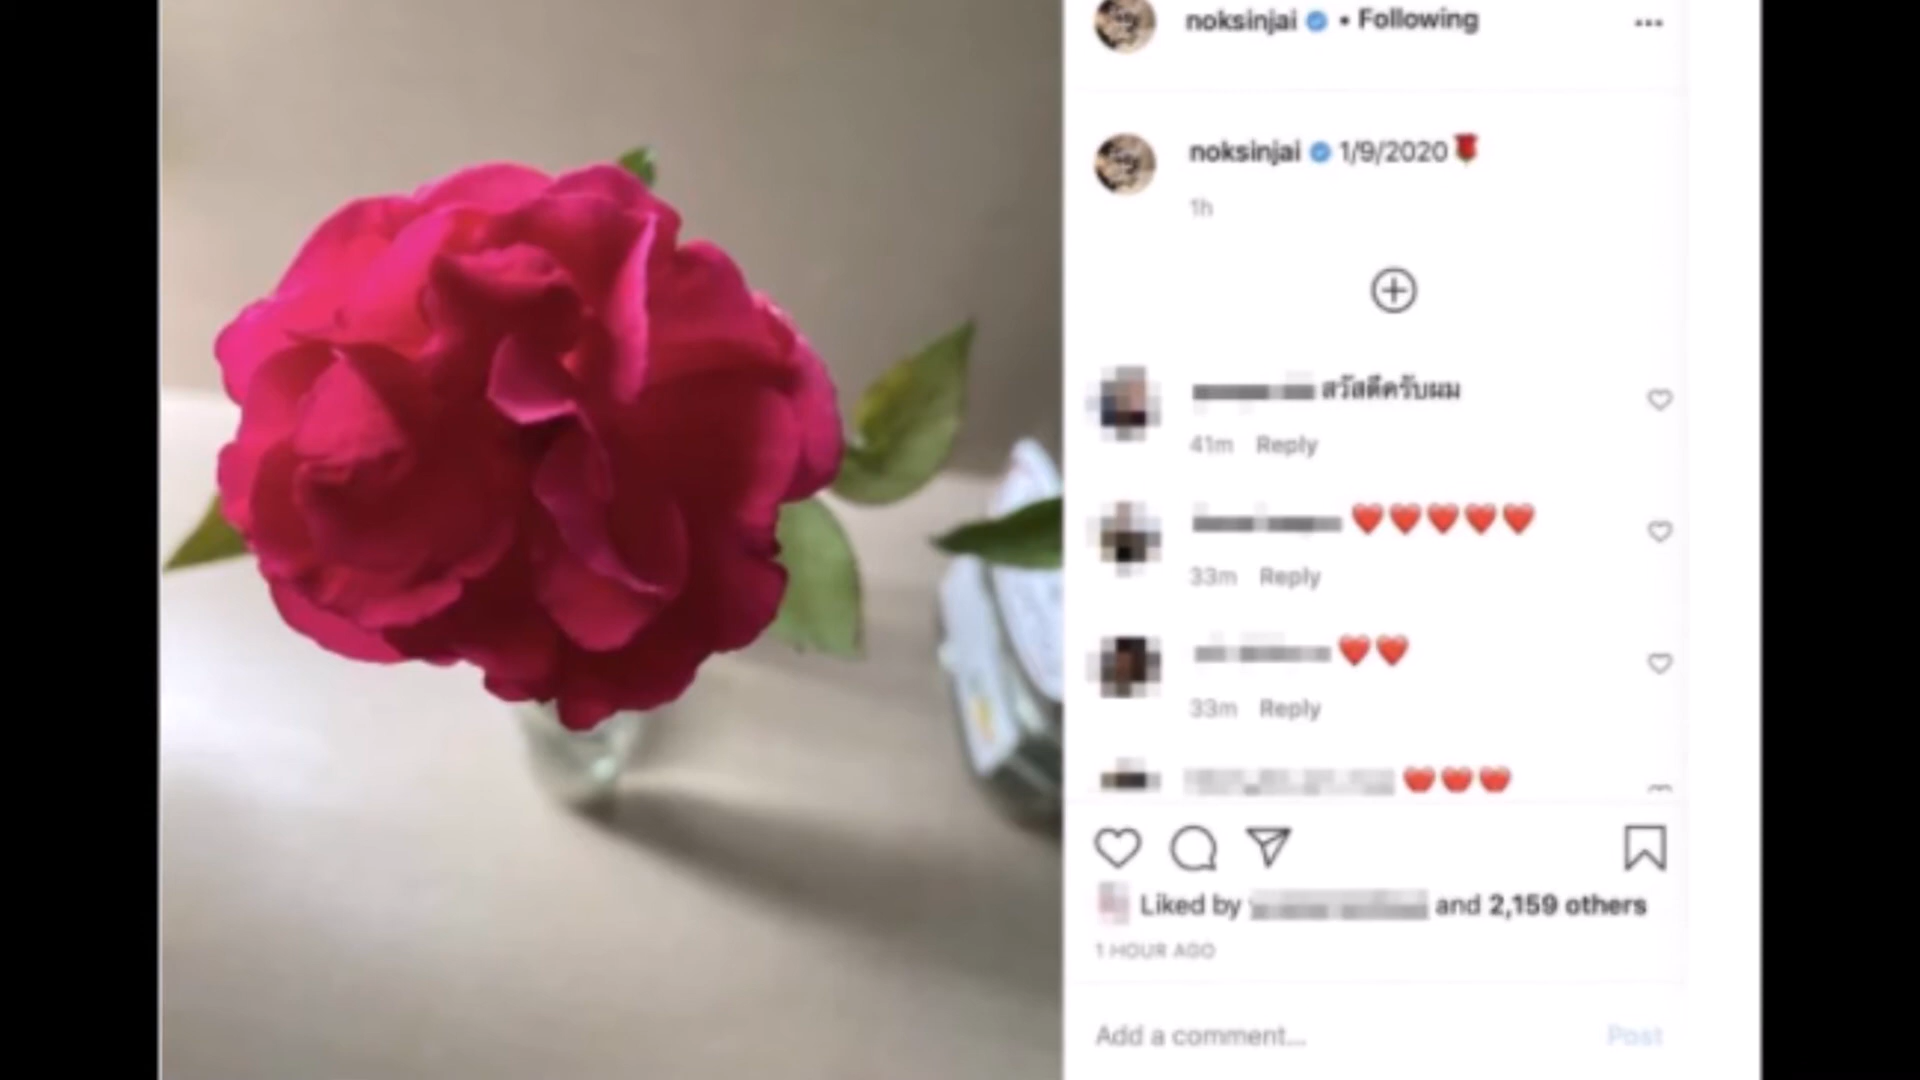 noksinjai • Following
noksinjai 1/9/2020
1h
สวัสดีครับผม
41m Reply
33m Reply
33m Reply
Liked by and 2,159 others
1 HOUR AGO
Add a comment...
Post